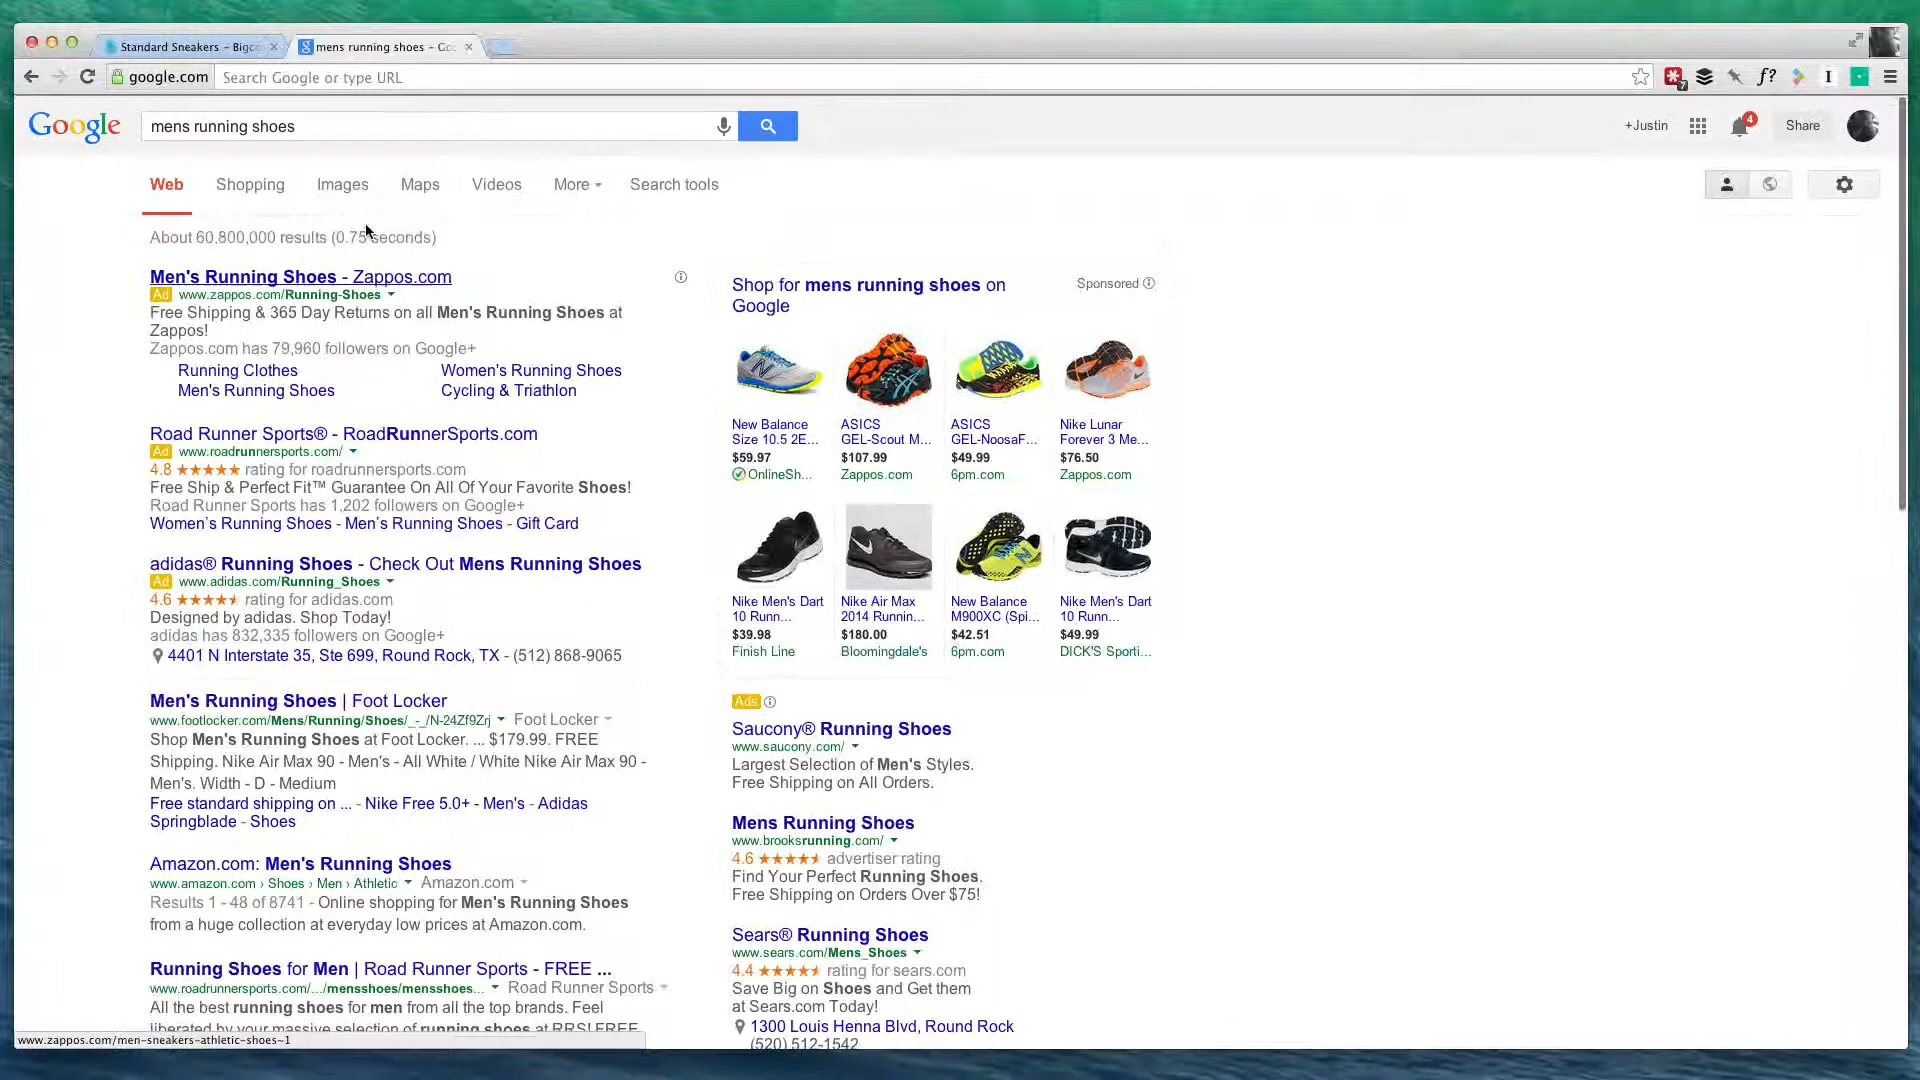 Standard Sneakers - Bigco
mens running shoes - Go
google.com
Search Google or type URL
7
f?
I
Google
mens running shoes
+Justin
4
Share
Web
Shopping
Images
Maps
Videos
More
Search tools
About 60,800,000 results (0.75 seconds)
Men's Running Shoes - Zappos.com
Ad www.zappos.com/Running-Shoes
Free Shipping & 365 Day Returns on all Men's Running Shoes at
Zappos!
Zappos.com has 79,960 followers on Google+
Running Clothes
Women's Running Shoes
Men's Running Shoes
Cycling & Triathlon
Road Runner Sports® - RoadRunnerSports.com
Ad www.roadrunnersports.com/
4.8 ★★★★★ rating for roadrunnersports.com
Free Ship & Perfect Fit™ Guarantee On All Of Your Favorite Shoes!
Road Runner Sports has 1,202 followers on Google+
Women's Running Shoes - Men's Running Shoes - Gift Card
adidas® Running Shoes - Check Out Mens Running Shoes
Ad www.adidas.com/Running_Shoes
4.6 rating for adidas.com
Designed by adidas. Shop Today!
adidas has 832,335 followers on Google+
4401 N Interstate 35, Ste 699, Round Rock, TX - (512) 868-9065
Men's Running Shoes | Foot Locker
www.footlocker.com/Mens/Running/Shoes/_-_/N-24Zf9Zrj Foot Locker
Shop Men's Running Shoes at Foot Locker. ... $179.99. FREE
Shipping. Nike Air Max 90 - Men's - All White / White Nike Air Max 90 -
Men's. Width - D - Medium
Free standard shipping on ... - Nike Free 5.0+ - Men's - Adidas
Springblade - Shoes
Amazon.com: Men's Running Shoes
www.amazon.com › Shoes › Men › Athletic Amazon.com
Results 1 - 48 of 8741 - Online shopping for Men's Running Shoes
from a huge collection at everyday low prices at Amazon.com.
Running Shoes for Men | Road Runner Sports - FREE ...
www.roadrunnersports.com/.../mensshoes/mensshoes... Road Runner Sports
All the best running shoes for men from all the top brands. Feel
liberated by your massive selection of running shoes at RRS! FREE
www.zappos.com/men-sneakers-athletic-shoes~1
Shop for mens running shoes on
Google
Sponsored
New Balance
Size 10.5 2E...
$59.97
OnlineSh...
ASICS
GEL-Scout M...
$107.99
Zappos.com
ASICS
GEL-NoosaF...
$49.99
6pm.com
Nike Lunar
Forever 3 Me...
$76.50
Zappos.com
Nike Men's Dart
10 Runn...
$39.98
Finish Line
Nike Air Max
2014 Runnin...
$180.00
Bloomingdale's
New Balance
M900XC (Spi...
$42.51
6pm.com
Nike Men's Dart
10 Runn...
$49.99
DICK'S Sporti...
Ads
Saucony® Running Shoes
www.saucony.com/
Largest Selection of Men's Styles.
Free Shipping on All Orders.
Mens Running Shoes
www.brooksrunning.com/
4.6 advertiser rating
Find Your Perfect Running Shoes.
Free Shipping on Orders Over $75!
Sears® Running Shoes
www.sears.com/Mens_Shoes
4.4 rating for sears.com
Save Big on Shoes and Get them
at Sears.com Today!
1300 Louis Henna Blvd, Round Rock
(520) 512-1542